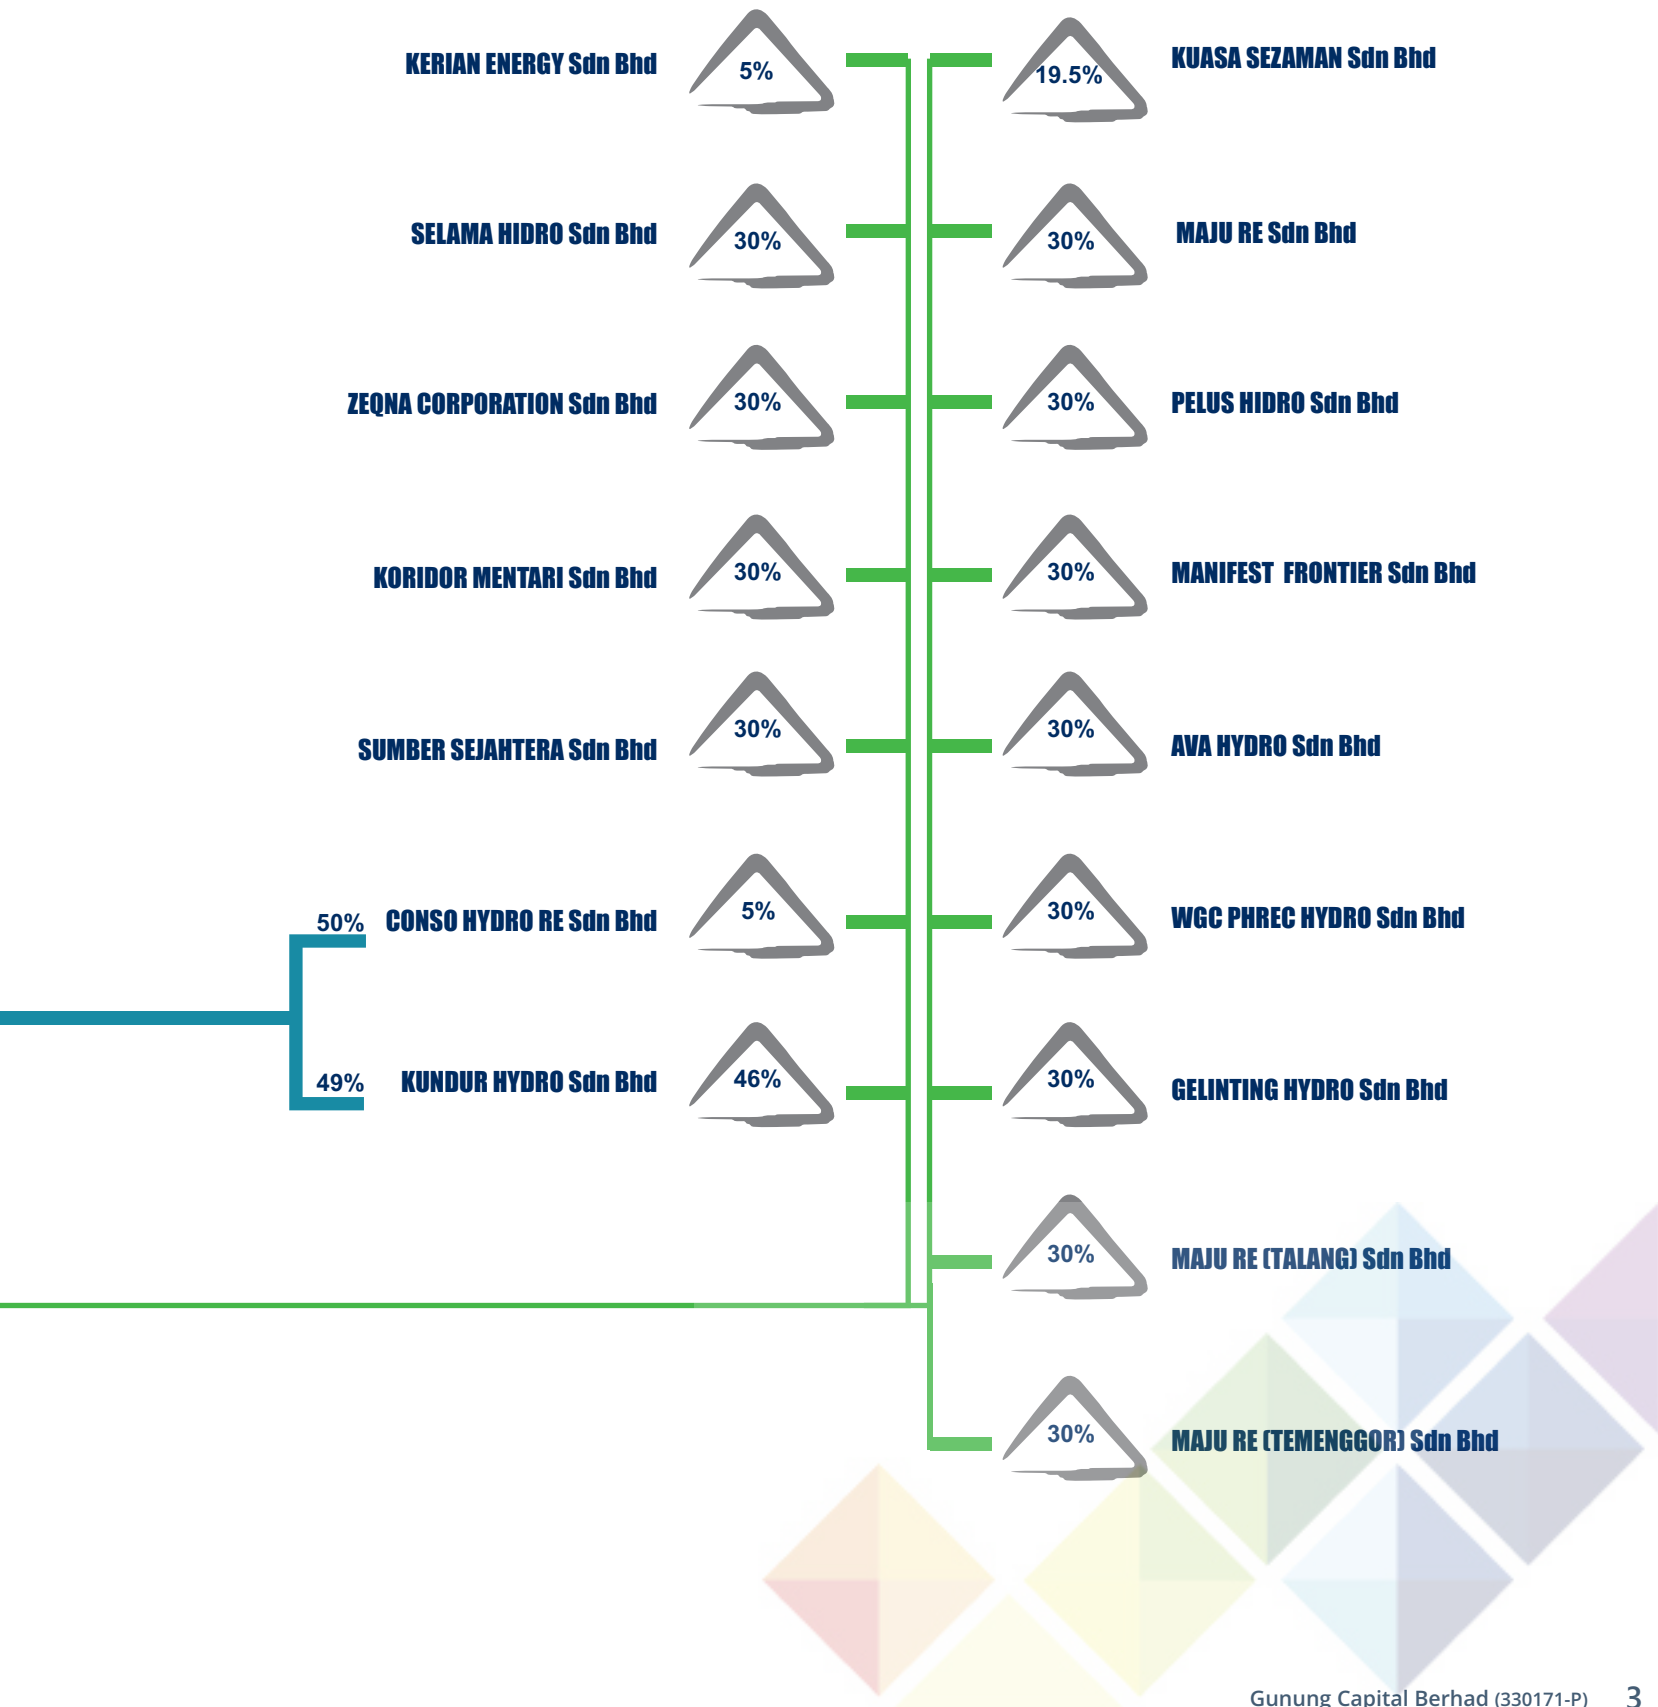 KERIAN ENERGY Sdn Bhd 5% 19.5% KUASA SEZAMAN Sdn Bhd
SELAMA HIDRO Sdn Bhd 30% 30% MAJU RE Sdn Bhd
ZEQNA CORPORATION Sdn Bhd 30% 30% PELUS HIDRO Sdn Bhd
KORIDOR MENTARI Sdn Bhd 30% 30% MANIFEST FRONTIER Sdn Bhd
SUMBER SEJAHTERA Sdn Bhd 30% 30% AVA HYDRO Sdn Bhd
50% CONSO HYDRO RE Sdn Bhd 5% 30% WGC PHREC HYDRO Sdn Bhd
49% KUNDUR HYDRO Sdn Bhd 46% 30% GELINTING HYDRO Sdn Bhd
30% MAJU RE (TALANG) Sdn Bhd
30% MAJU RE (TEMENGGOR) Sdn Bhd
Gunung Capital Berhad (330171-P) 3